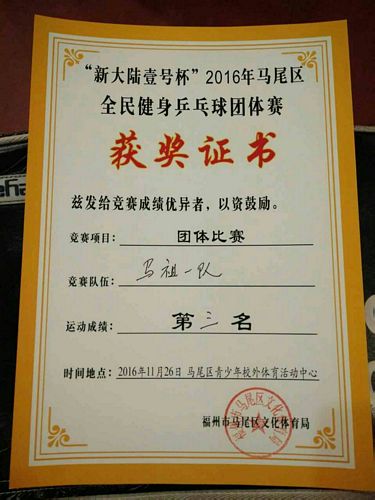 “新大陆壹号杯”2016年马尾区
全民健身乒乓球团体赛
获奖证书
兹发给竞赛成绩优异者，以资鼓励。
竞赛项目： 团体比赛
竞赛队伍： 马祖一队
运动成绩： 第三名
时间地点： 2016年11月26日 马尾区青少年校外体育活动中心
福州市马尾区文化体育局